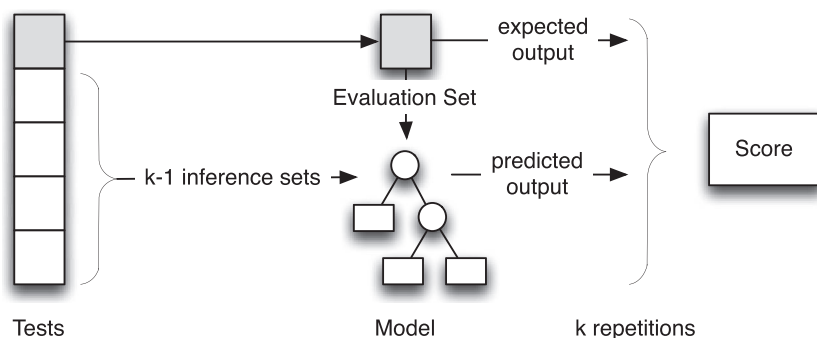 expected
output
Evaluation Set
Score
k-1 inference sets
predicted
output
Tests
Model
k repetitions